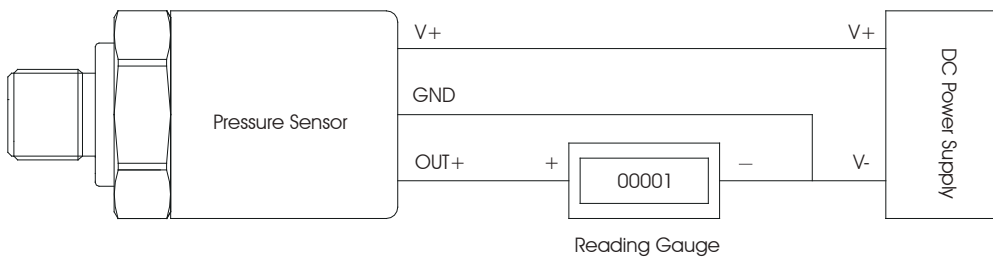 V+
V+
GND
Pressure Sensor
DC Power Supply
OUT+
+
00001
—
V-
Reading Gauge